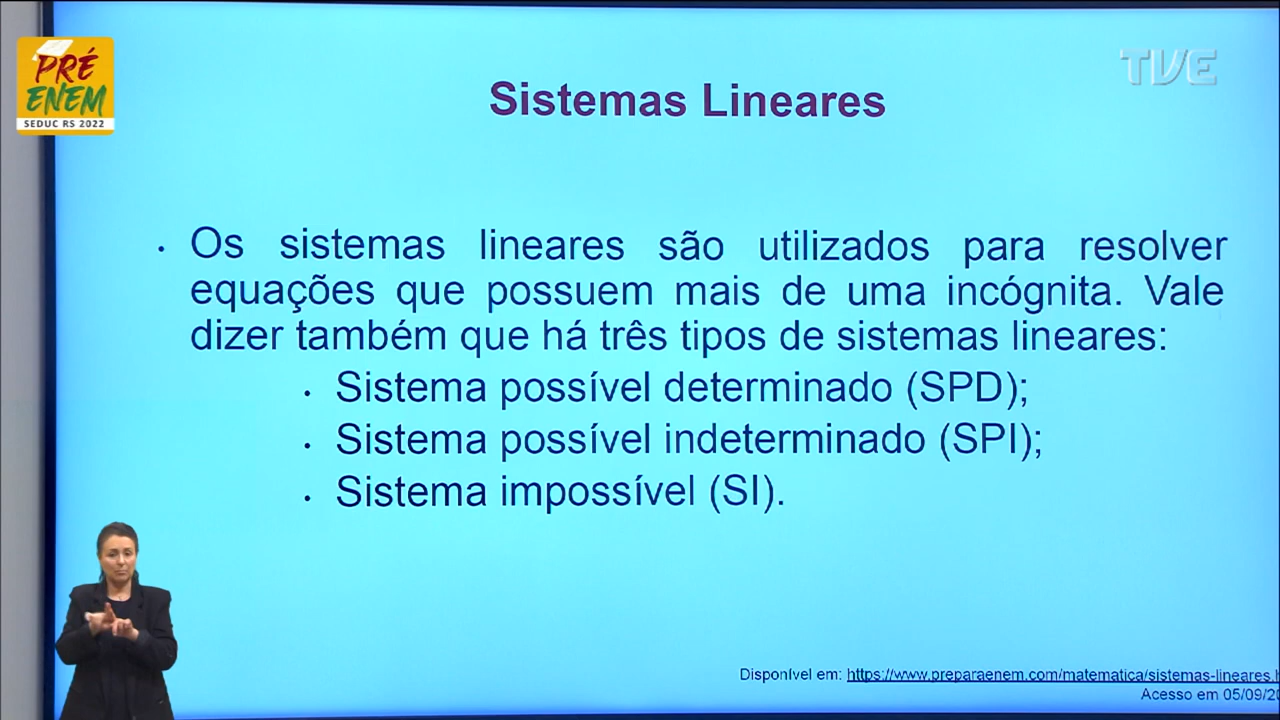 PRÉ
ENEM
SEDUC RS 2022
TVE
Sistemas Lineares
• Os sistemas lineares são utilizados para resolver
equações que possuem mais de uma incógnita. Vale
dizer também que há três tipos de sistemas lineares:
• Sistema possível determinado (SPD);
• Sistema possível indeterminado (SPI);
• Sistema impossível (SI).
Disponível em: https://www.preparaenem.com/matematica/sistemas-lineares.h
Acesso em 05/09/20